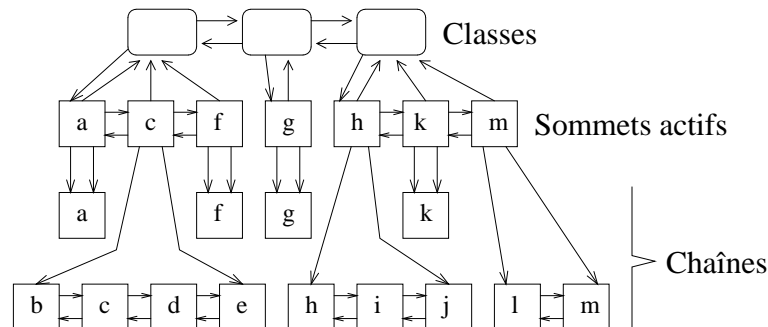 Classes
a c f g h k m Sommets actifs
a f g k
Chaînes
b c d e h i j l m